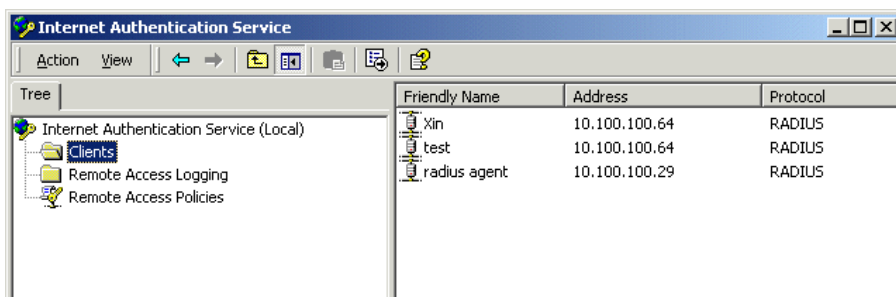 Internet Authentication Service
Action View
Tree
Internet Authentication Service (Local)
Clients
Remote Access Logging
Remote Access Policies
Friendly Name Address Protocol
Xin 10.100.100.64 RADIUS
test 10.100.100.64 RADIUS
radius agent 10.100.100.29 RADIUS